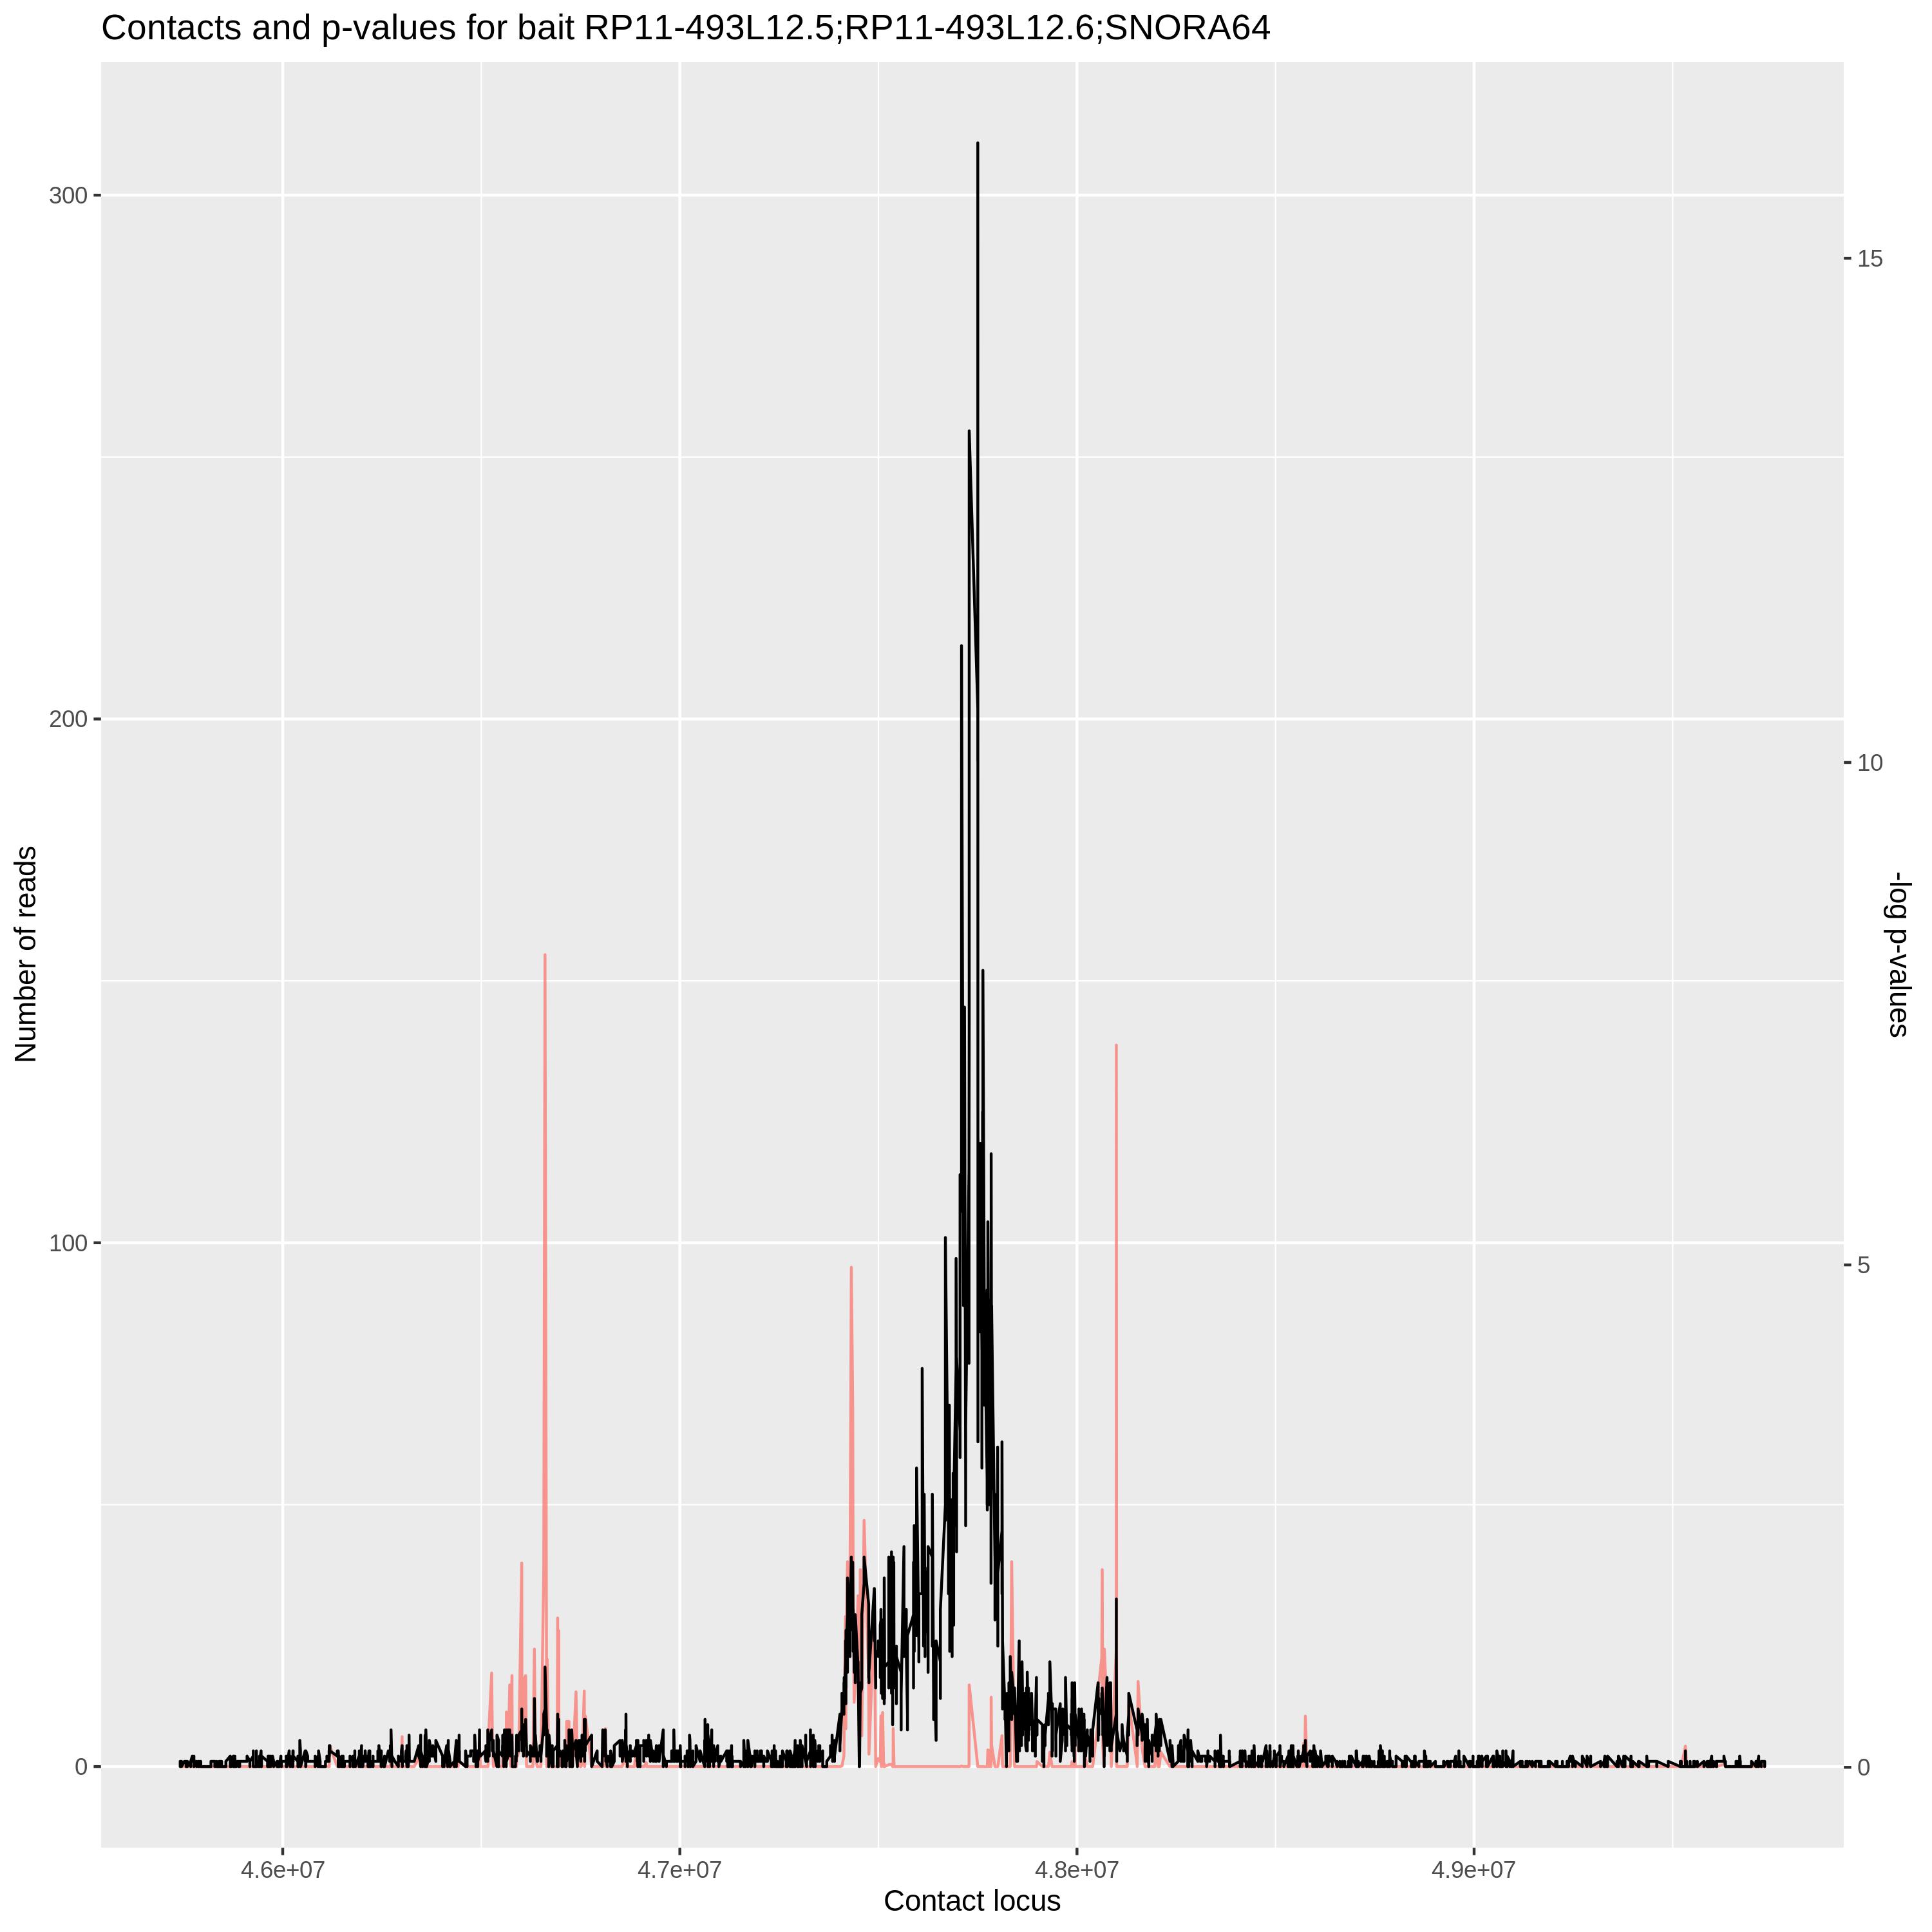 Contacts and p-values for bait RP11-493L12.5;RP11-493L12.6;SNORA64
300
200
100
0
Number of reads
15
10
5
0
-log p-values
4.6e+07
4.7e+07
4.8e+07
4.9e+07
Contact locus